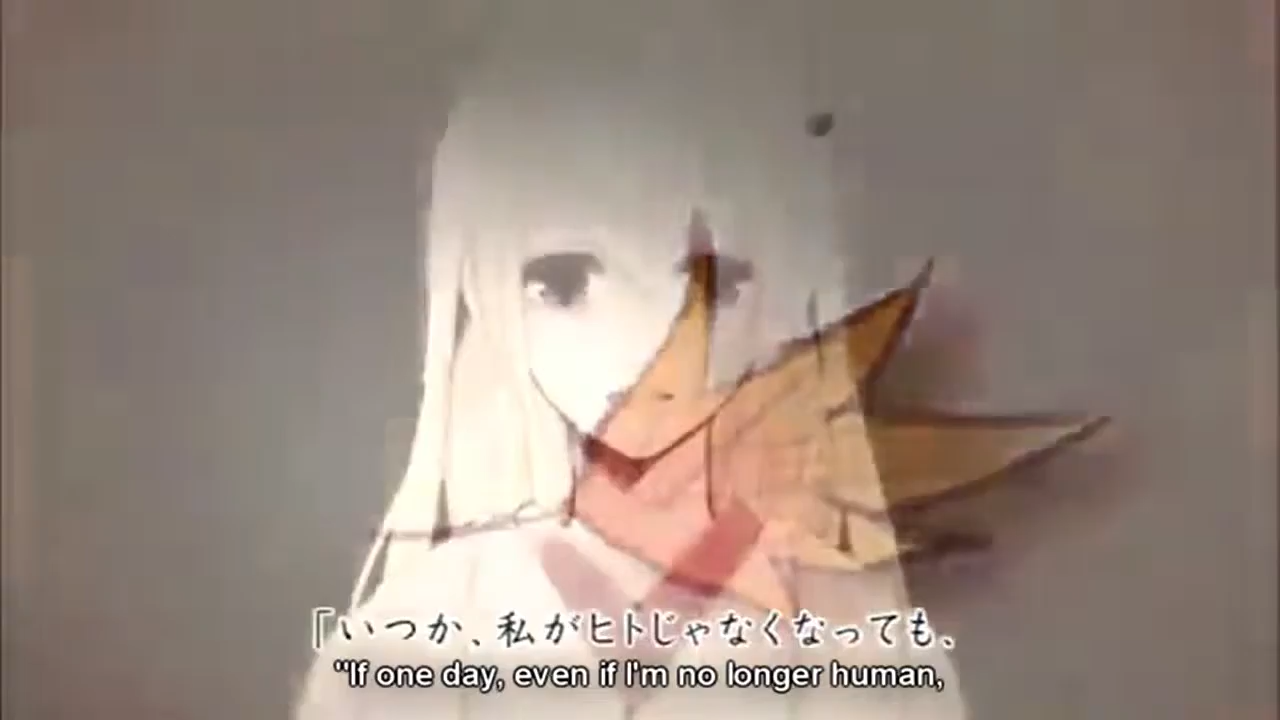 「いつか、私がヒトじゃなくなっても、
"If one day, even if I'm no longer human,